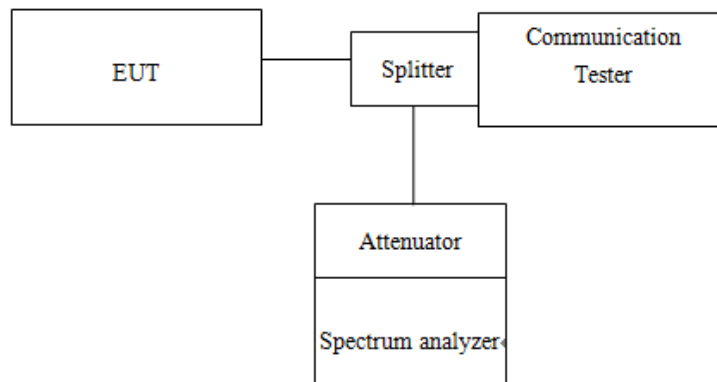 EUT
Splitter
Communication
Tester
Attenuator
Spectrum analyzer